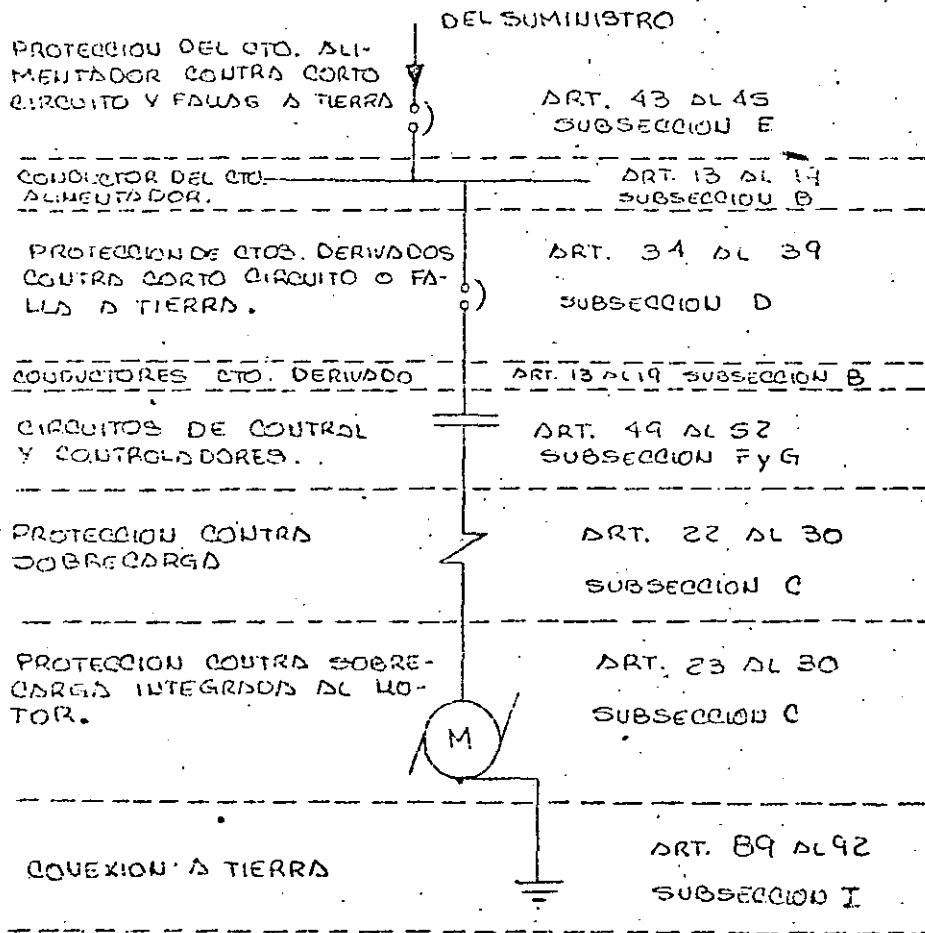 DEL SUMINISTRO
PROTECCION DEL CTO. ALI-
MENTADOR CONTRA CORTO
CIRCUITO Y FALLAS A TIERRA
ART. 43 AL 45
SUBSECCION E
CONDUCTOR DEL CTO.
ALIMENTADOR.
ART. 13 AL
SUBSECCION B
PROTECCION DE CTOS. DERIVADOS
CONTRA CORTO CIRCUITO O FA-
LLA A TIERRA.
ART. 34 AL 39
SUBSECCION D
CONDUCTORES CTO. DERIVADO
ART. 13 AL 19 SUBSECCION B
CIRCUITOS DE CONTROL
Y CONTROLADORES..
ART. 49 AL 52
SUBSECCION F y G
PROTECCION CONTRA
SOBRECARGA
ART. 22 AL 30
SUBSECCION C
PROTECCION CONTRA SOBRE-
CARGA INTEGRADA AL MO-
TOR.
ART. 23 AL 30
SUBSECCION C
M
CONEXION A TIERRA
ART. 89 AL 92
SUBSECCION I